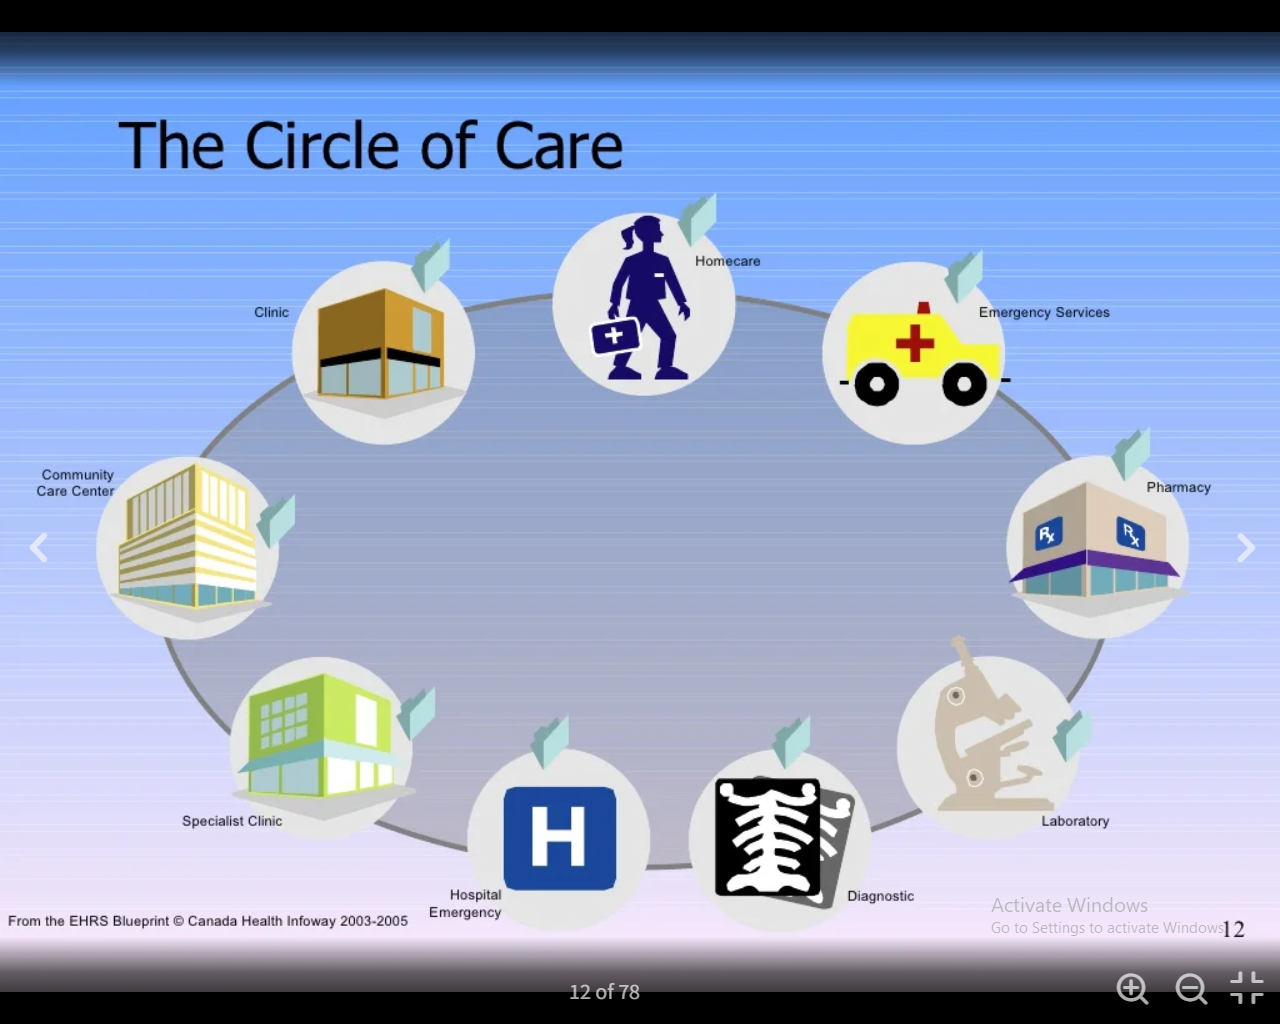 The Circle of Care
Homecare
Clinic
Emergency Services
Community
Care Center
Pharmacy
Rx
Rx
Specialist Clinic
Laboratory
H
Hospital
Emergency
Diagnostic
From the EHRS Blueprint © Canada Health Infoway 2003-2005
Activate Windows
Go to Settings to activate Windows
12
12 of 78